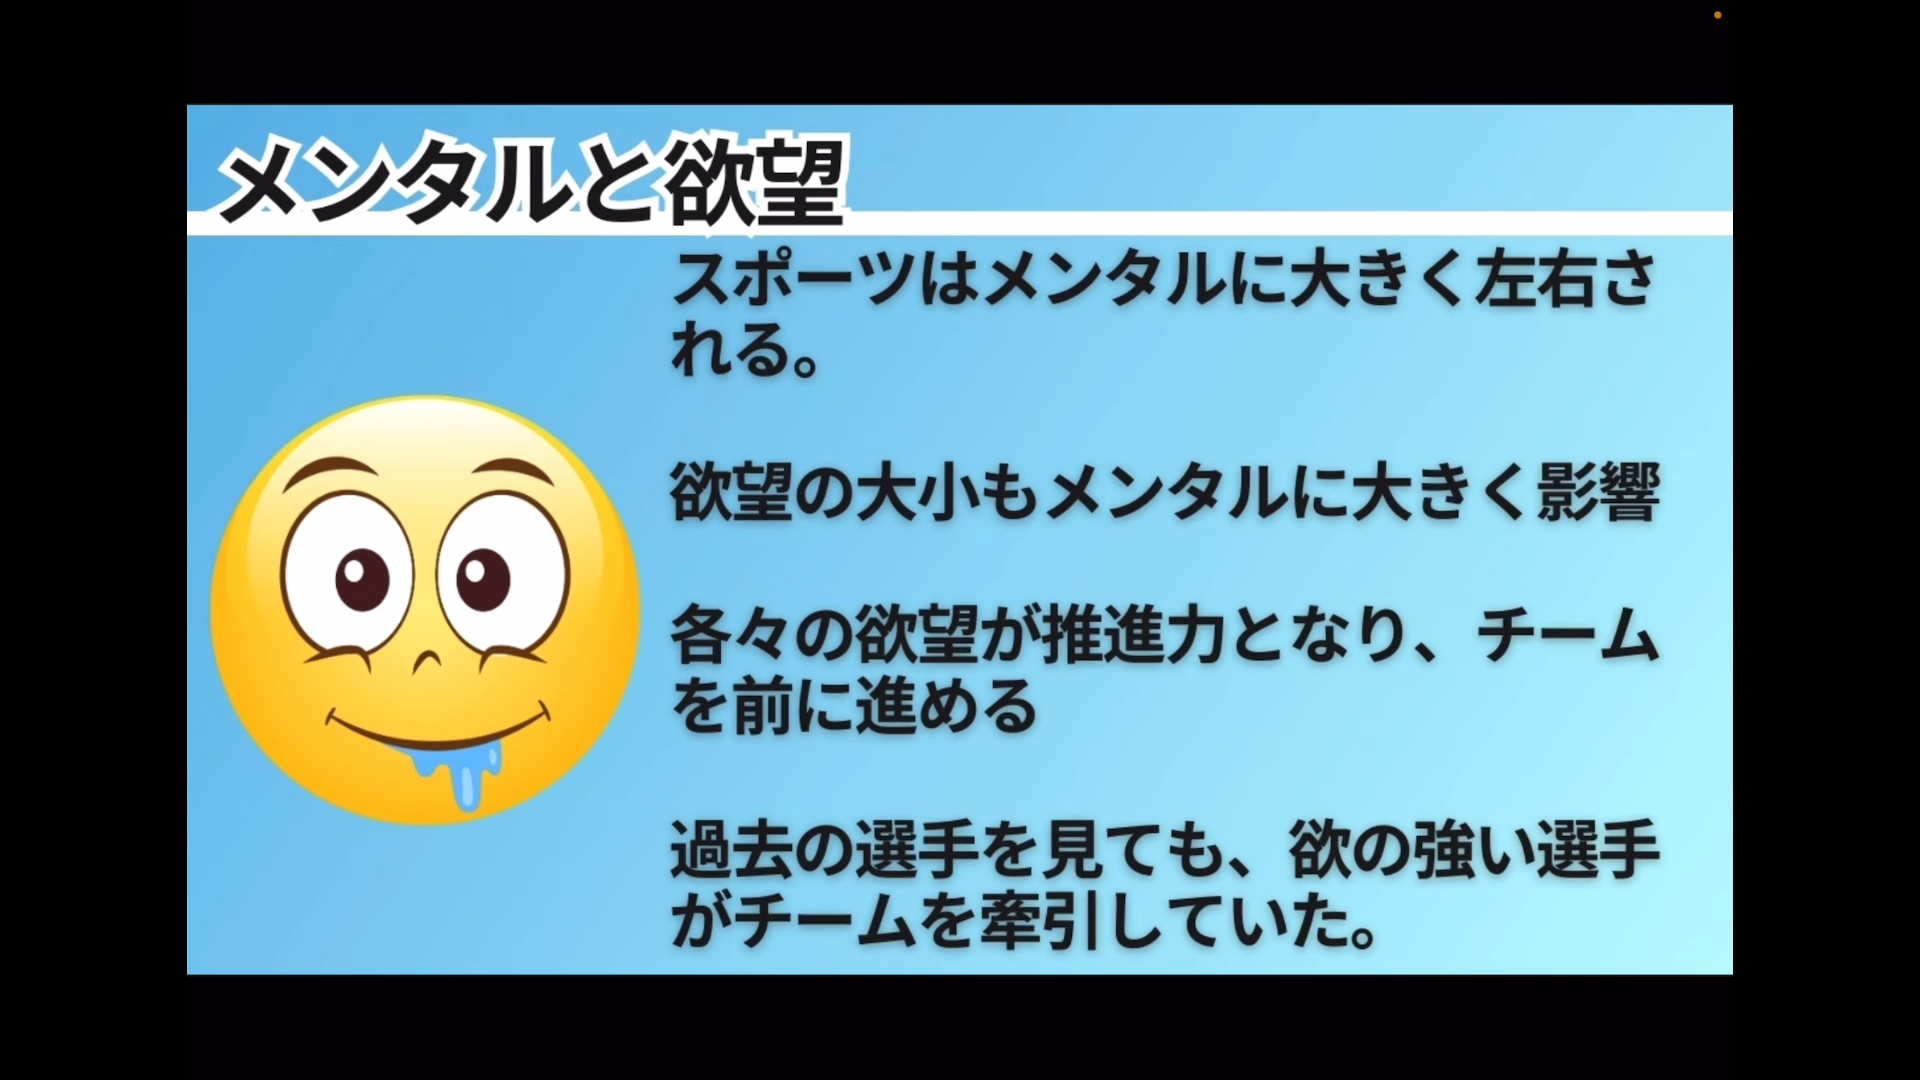 メンタルと欲望
スポーツはメンタルに大きく左右さ
れる。
欲望の大小もメンタルに大きく影響
各々の欲望が推進力となり、チーム
を前に進める
過去の選手を見ても、欲の強い選手
がチームを牽引していた。